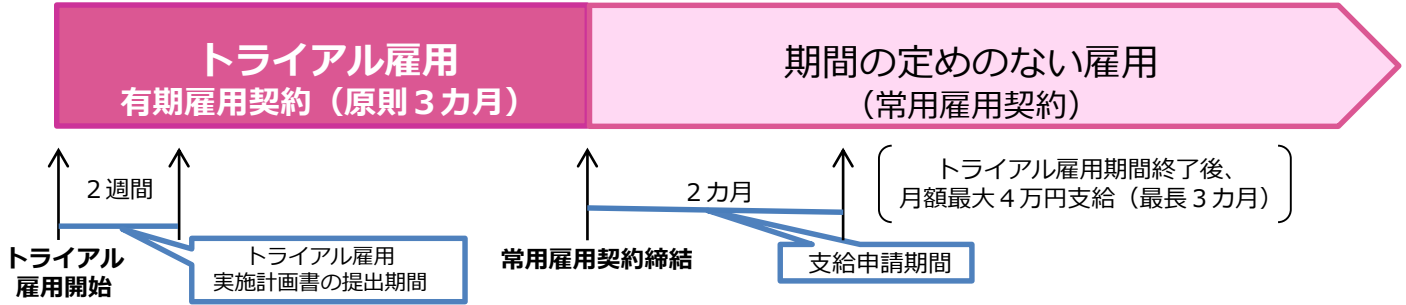 トライアル雇用
有期雇用契約（原則３カ月）
期間の定めのない雇用
（常用雇用契約）
２週間
２カ月
トライアル雇用期間終了後、
月額最大４万円支給（最長３カ月）
トライアル
雇用開始
トライアル雇用
実施計画書の提出期間
常用雇用契約締結
支給申請期間